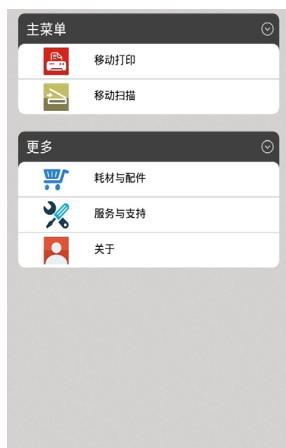 主菜单
移动打印
移动扫描
更多
耗材与配件
服务与支持
关于